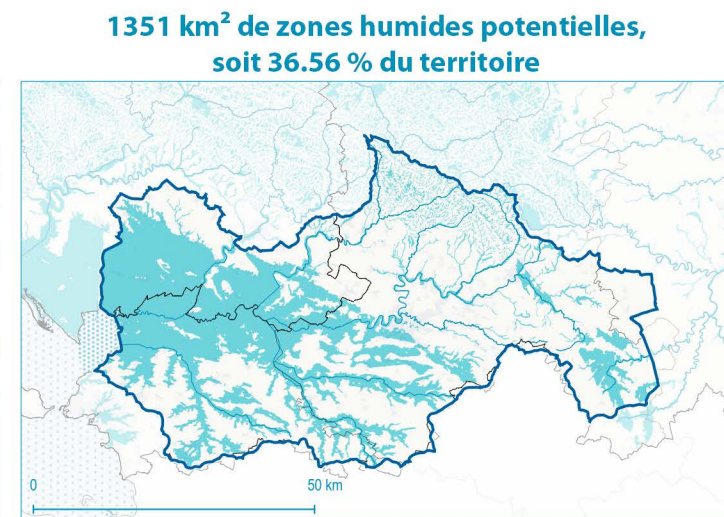 1351 km² de zones humides potentielles,
soit 36.56 % du territoire
0
50 km